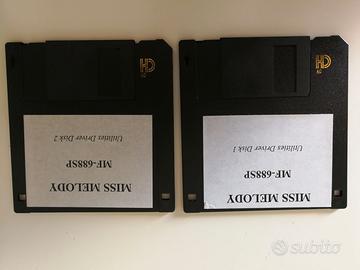 HD
MISS MELODY
MF-688SP
Utilities Driver Disk 2
HD
MISS MELODY
MF-688SP
Utilities Driver Disk 1
subito